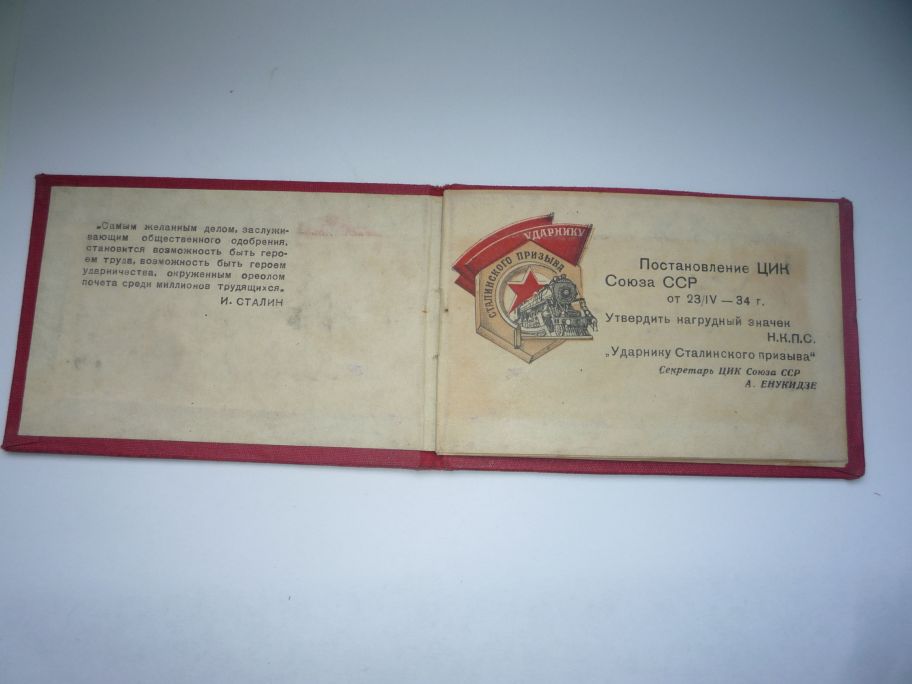 „Самым желанным делом, заслужи-
вающим общественного одобрения,
становится возможность быть геро-
ем труда, возможность быть героем
ударничества, окруженным ореолом
почета среди миллионов трудящихся„
И. СТАЛИН
УДАРНИКУ
СТАЛИНСКОГО ПРИЗЫВА
Постановление ЦИК
Союза ССР
от 23/IV — 34 г.
Утвердить нагрудный значек
Н.К.П.С.
„Ударнику Сталинского призыва"
Секретарь ЦИК Союза ССР
А. ЕНУКИДЗЕ